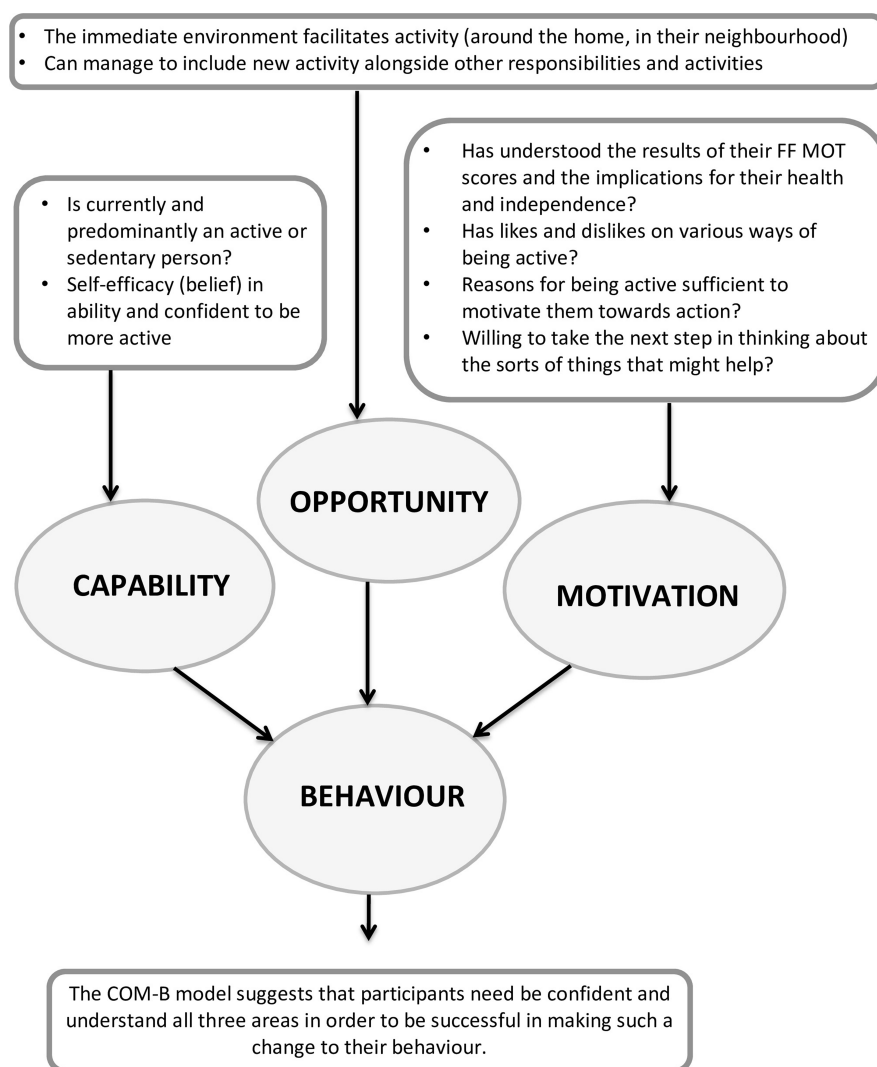 • The immediate environment facilitates activity (around the home, in their neighbourhood)
• Can manage to include new activity alongside other responsibilities and activities
• Is currently and
predominantly an active or
sedentary person?
• Self-efficacy (belief) in
ability and confident to be
more active
• Has understood the results of their FF MOT
scores and the implications for their health
and independence?
• Has likes and dislikes on various ways of
being active?
• Reasons for being active sufficient to
motivate them towards action?
• Willing to take the next step in thinking about
the sorts of things that might help?
CAPABILITY
OPPORTUNITY
MOTIVATION
BEHAVIOUR
The COM-B model suggests that participants need be confident and
understand all three areas in order to be successful in making such a
change to their behaviour.